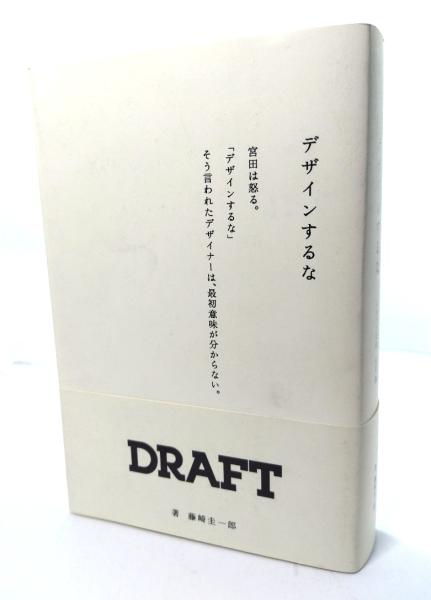 デザインするな
宮田は怒る。
「デザインするな」
そう言われたデザイナーは、最初意味が分からない。
DRAFT
著 藤崎圭一郎